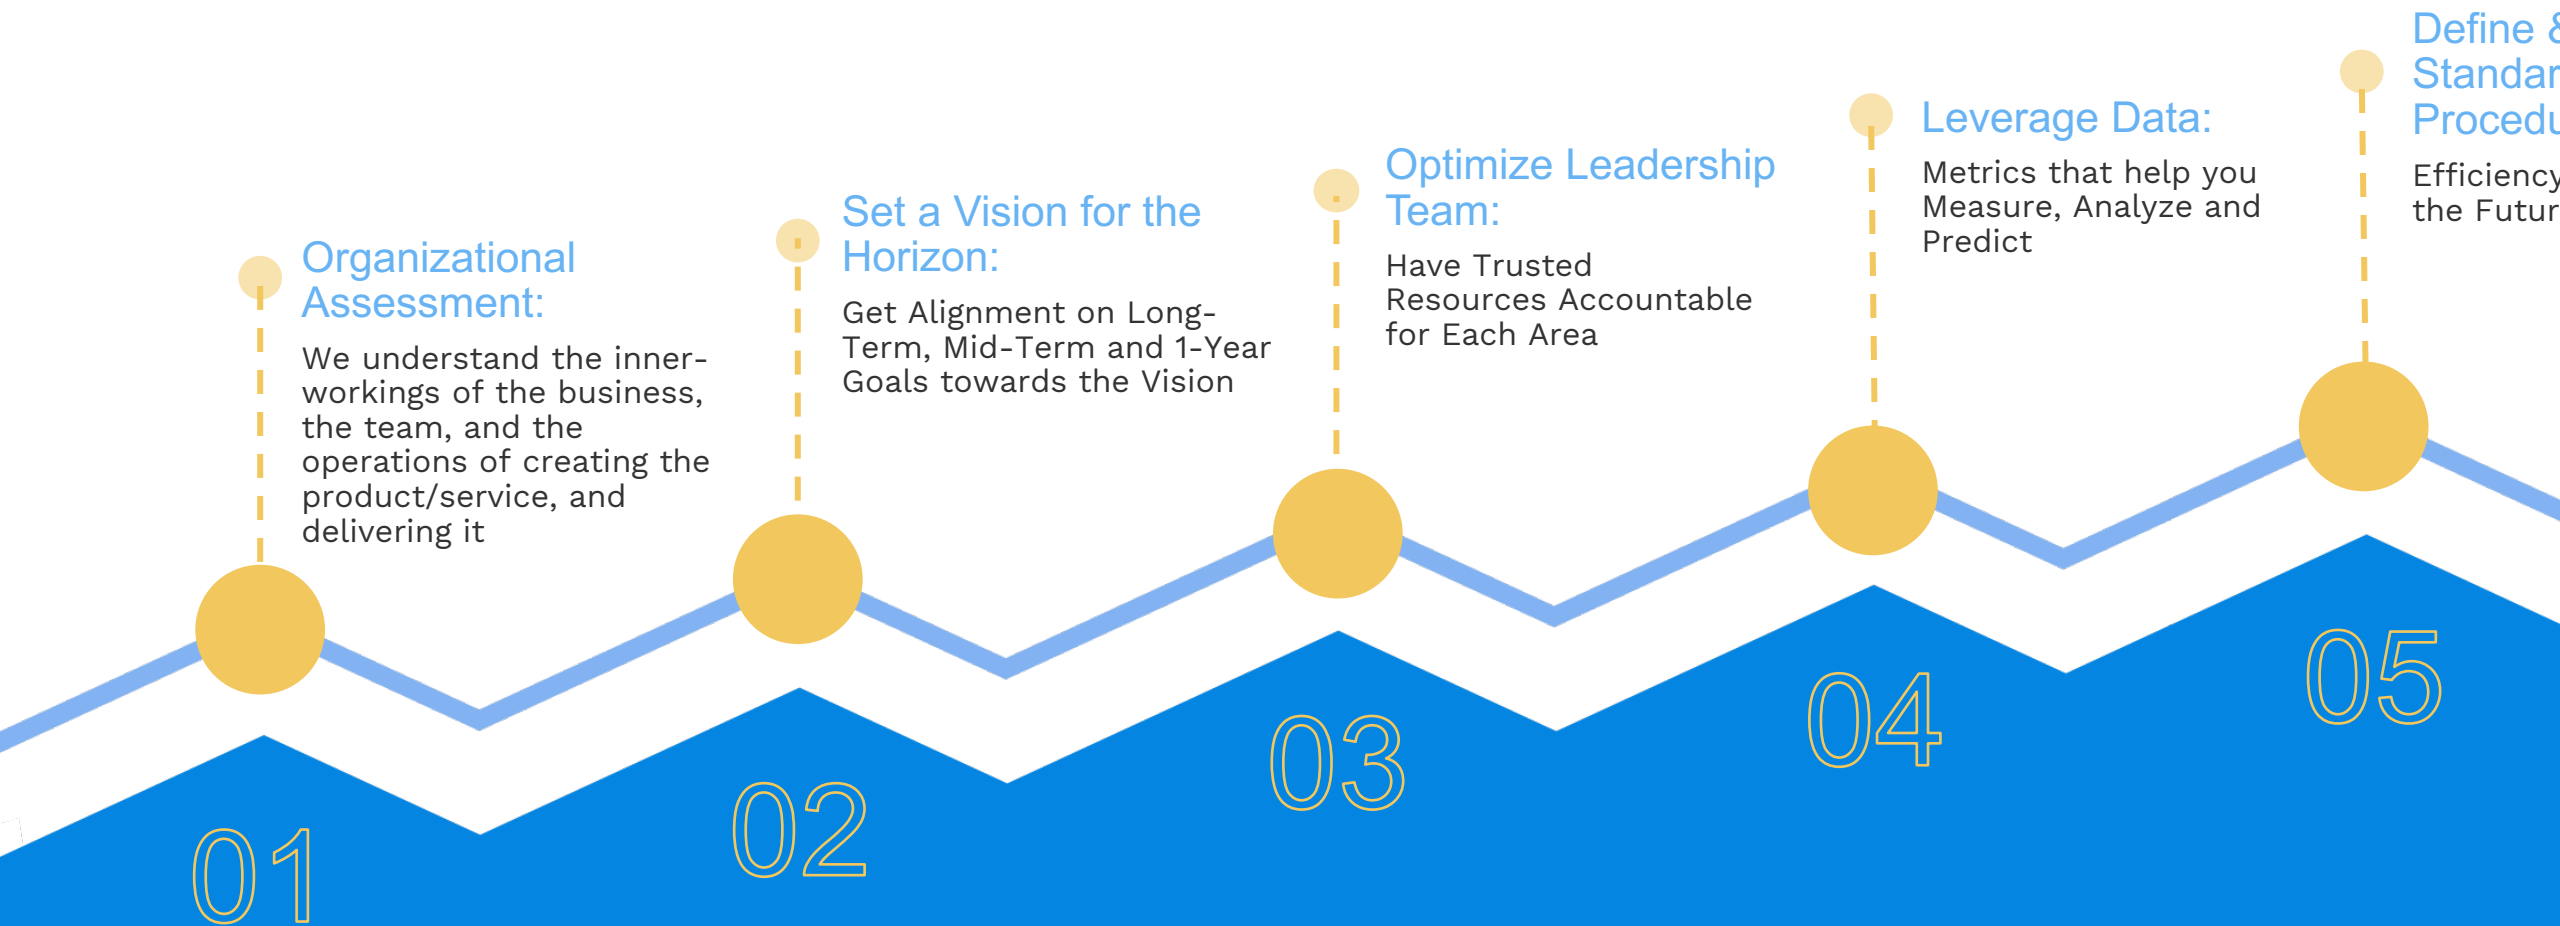 Organizational
Assessment:
We understand the inner-
workings of the business,
the team, and the
operations of creating the
product/service, and
delivering it
01
Set a Vision for the
Horizon:
Get Alignment on Long-
Term, Mid-Term and 1-Year
Goals towards the Vision
02
Optimize Leadership
Team:
Have Trusted
Resources Accountable
for Each Area
03
Leverage Data:
Metrics that help you
Measure, Analyze and
Predict
04
Define &
Efficiency
the
05